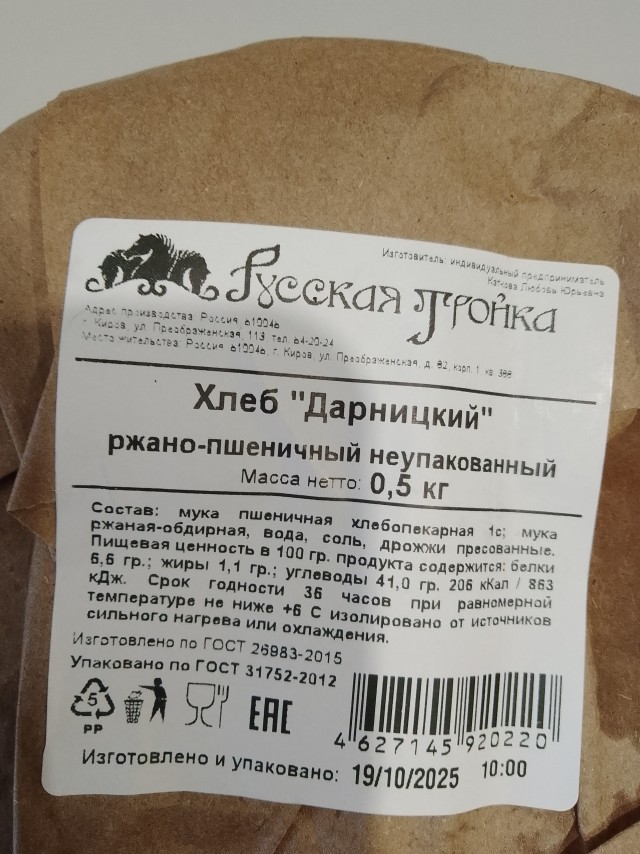 Русская Тройка
Изготовитель: индивидуальный предприниматель
Каткова Любовь Юрьевна
Адрес производства: Россия, 610046
г. Киров, ул. Преображенская, 113 тел. 64-20-24
Место жительства: Россия 610046, г. Киров, ул. Преображенская, д. 82, корп. 1, кв. 366
Хлеб "Дарницкий"
ржано-пшеничный неупакованный
Масса нетто: 0,5 кг
Состав: мука пшеничная хлебопекарная 1с; мука
ржаная-обдирная, вода, соль, дрожжи пресованные.
Пищевая ценность в 100 гр. продукта содержится: белки
6,6 гр.; жиры 1,1 гр.; углеводы 41,0 гр. 206 кКал / 863
кДж. Срок годности 36 часов при равномерной
температуре не ниже +6 С изолировано от источников
сильного нагрева или охлаждения.
Изготовлено по ГОСТ 26983-2015
Упаковано по ГОСТ 31752-2012
5
PP
EAC
4 627145 920220
Изготовлено и упаковано: 19/10/2025 10:00